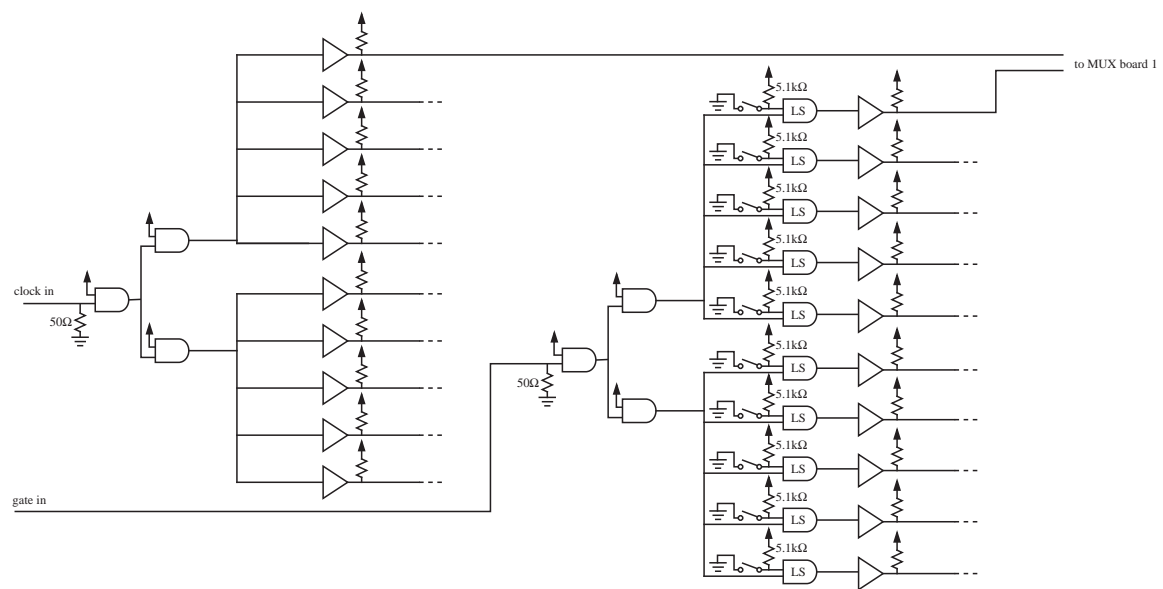 to MUX board 1
5.1kΩ
LS
5.1kΩ
LS
5.1kΩ
LS
5.1kΩ
LS
clock in
50Ω
5.1kΩ
LS
5.1kΩ
LS
50Ω
5.1kΩ
LS
5.1kΩ
LS
gate in
5.1kΩ
LS
5.1kΩ
LS